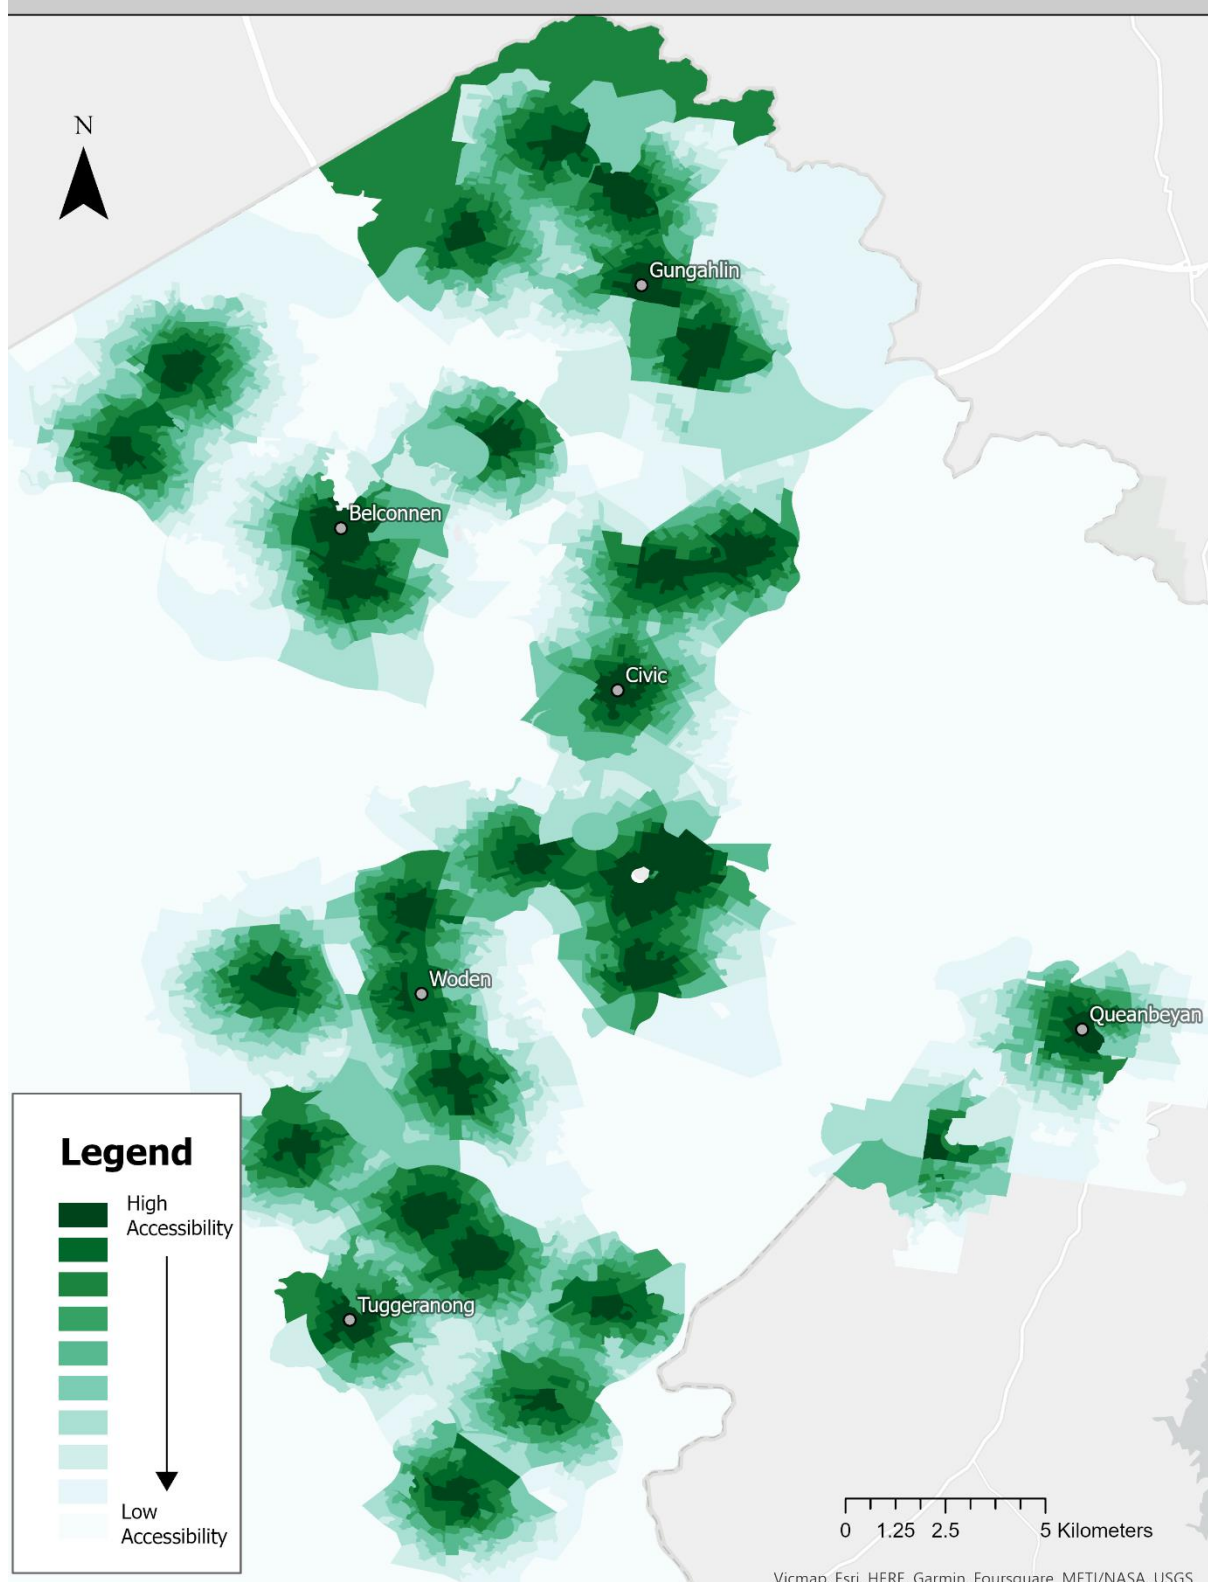 N
Gungahlin
Belconnen
Civic
Woden
Queanbeyan
Tuggeranong
Legend
High
Accessibility
Low
Accessibility
0 1.25 2.5 5 Kilometers
Vicmap, Esri, HERE, Garmin, Foursquare, METI/NASA, USGS